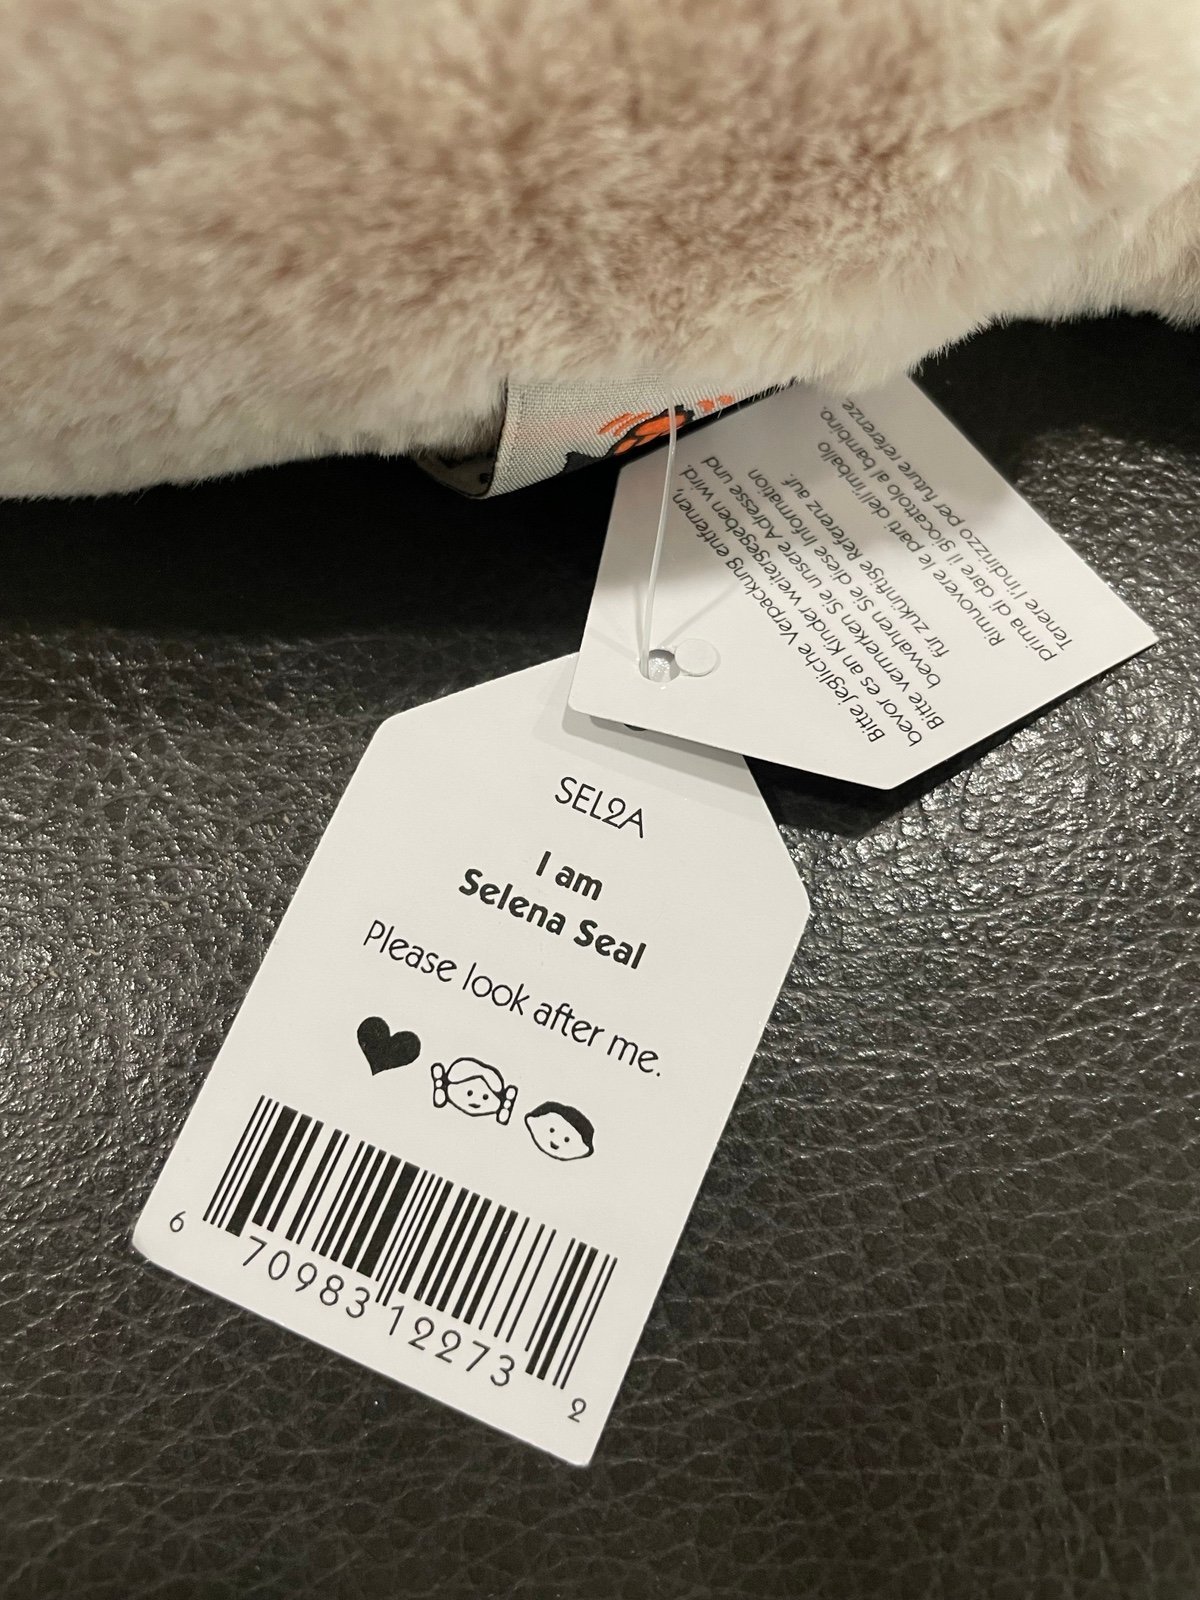 SEL2A
I am
Selena Seal
Please look after me.
6 70983 12273 2
Bitte jegliche Verpackung entfernen,
bevor es an Kinder weitergegeben wird.
Bitte vermerken Sie unsere Adresse und
bewahren Sie diese Information
für zukünftige Referenz auf.
Rimuovere le parti dell'imballo
prima di dare il giocattolo al bambino.
Tenere l'indirizzo per future referenze